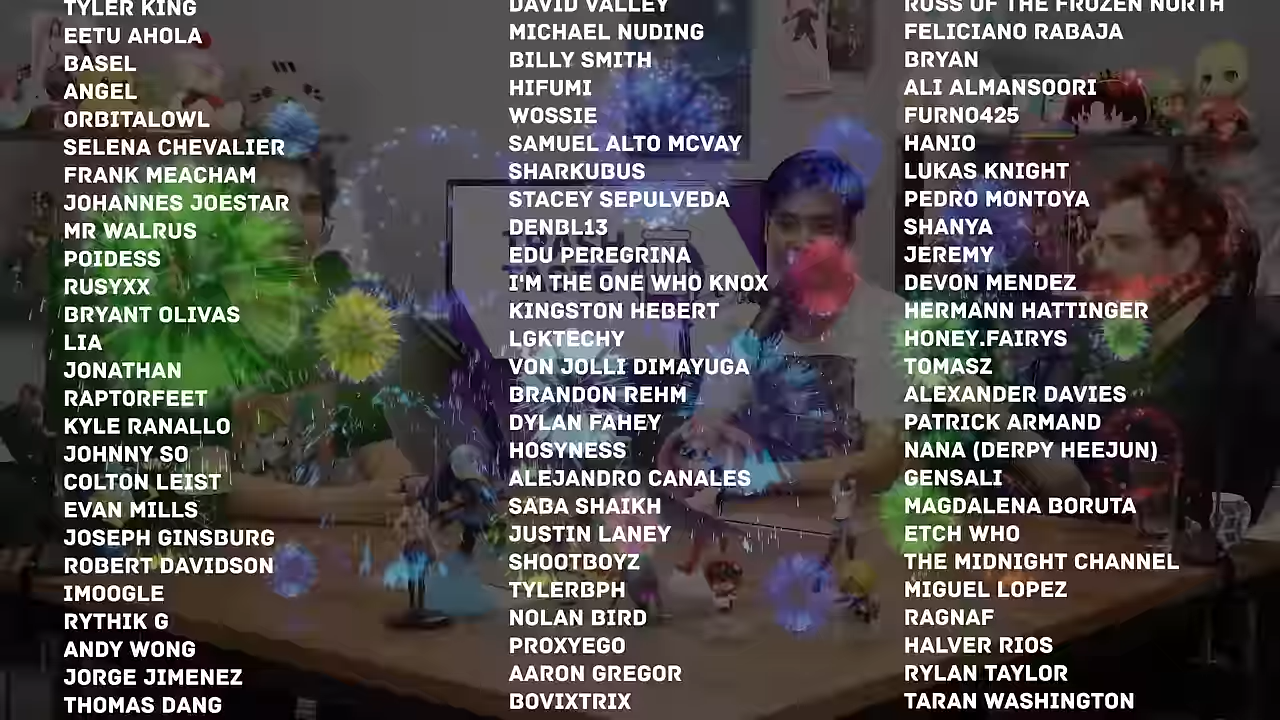 TYLER KING
EETU AHOLA
BASEL
ANGEL
ORBITALOWL
SELENA CHEVALIER
FRANK MEACHAM
JOHANNES JOESTAR
MR WALRUS
POIDESS
RUSYXX
BRYANT OLIVAS
LIA
JONATHAN
RAPTORFEET
KYLE RANALLO
JOHNNY SO
COLTON LEIST
EVAN MILLS
JOSEPH GINSBURG
ROBERT DAVIDSON
IMOOGLE
RYTHIK G
ANDY WONG
JORGE JIMENEZ
THOMAS DANG
DAVID VALLEY
MICHAEL NUDING
BILLY SMITH
HIFUMI
WOSSIE
SAMUEL ALTO MCVAY
SHARKUBUS
STACEY SEPULVEDA
DENBL13
EDU PEREGRINA
I'M THE ONE WHO KNOX
KINGSTON HEBERT
LGKTECHY
VON JOLLI DIMAYUGA
BRANDON REHM
DYLAN FAHEY
HOSYNESS
ALEJANDRO CANALES
SABA SHAIKH
JUSTIN LANEY
SHOOTBOYZ
TYLERBPH
NOLAN BIRD
PROXYEGO
AARON GREGOR
BOVIXTRIX
ROSS OF THE FROZEN NORTH
FELICIANO RABAJA
BRYAN
ALI ALMANSOORI
FURNO425
HANIO
LUKAS KNIGHT
PEDRO MONTOYA
SHANYA
JEREMY
DEVON MENDEZ
HERMANN HATTINGER
HONEY.FAIRYS
TOMASZ
ALEXANDER DAVIES
PATRICK ARMAND
NANA (DERPY HEEJUN)
GENSALI
MAGDALENA BORUTA
ETCH WHO
THE MIDNIGHT CHANNEL
MIGUEL LOPEZ
RAGNAF
HALVER RIOS
RYLAN TAYLOR
TARAN WASHINGTON